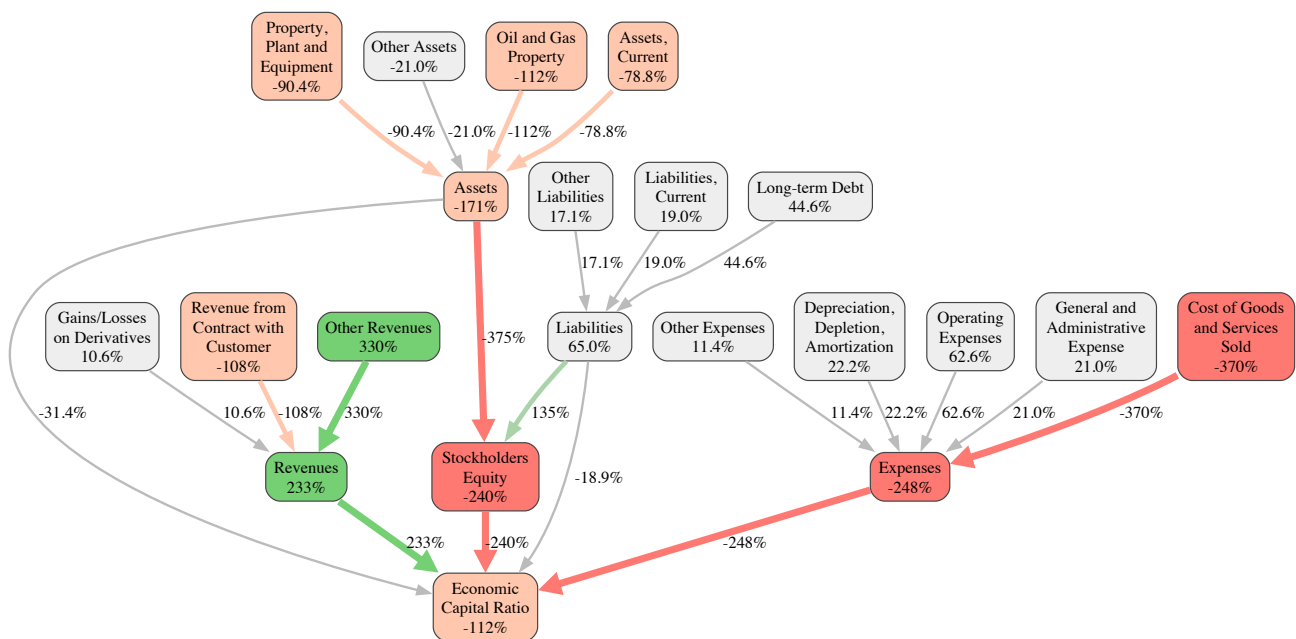 Property,
Plant and
Equipment
-90.4%
Other Assets
-21.0%
Oil and Gas
Property
-112%
Assets,
Current
-78.8%
-90.4%
-21.0%
-112%
-78.8%
Assets
-171%
Other
Liabilities
17.1%
Liabilities,
Current
19.0%
Long-term Debt
44.6%
17.1%
19.0%
44.6%
Gains/Losses
on Derivatives
10.6%
Revenue from
Contract with
Customer
-108%
Other Revenues
330%
-375%
Liabilities
65.0%
Other Expenses
11.4%
Depreciation,
Depletion,
Amortization
22.2%
Operating
Expenses
62.6%
General and
Administrative
Expense
21.0%
Cost of Goods
and Services
Sold
-370%
-31.4%
10.6%
-108%
330%
135%
11.4%
22.2%
62.6%
21.0%
-370%
Revenues
233%
Stockholders
Equity
-240%
-18.9%
Expenses
-248%
233%
-240%
-248%
Economic
Capital Ratio
-112%